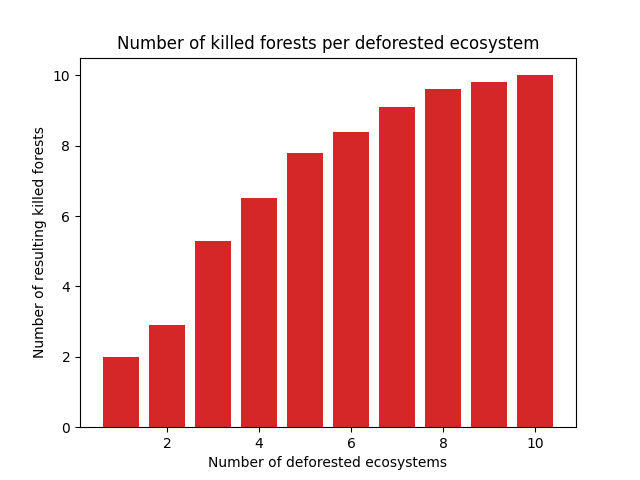 Number of killed forests per deforested ecosystem
10
8
6
4
2
0
Number of resulting killed forests
2 4 6 8 10
Number of deforested ecosystems